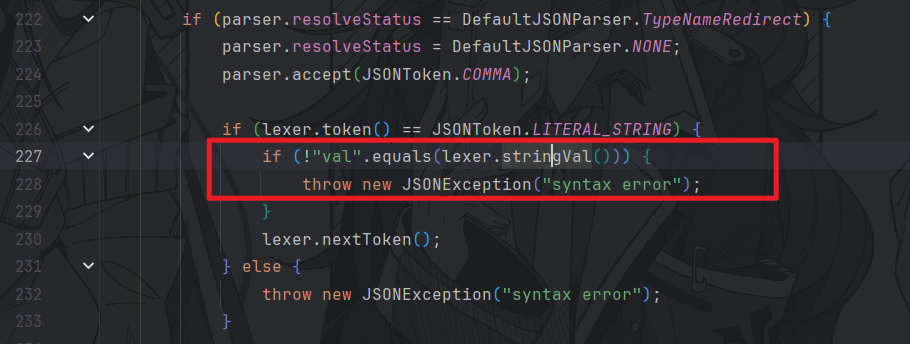 222 if (parser.resolveStatus == DefaultJSONParser.TypeNameRedirect) {
223 parser.resolveStatus = DefaultJSONParser.NONE;
224 parser.accept(JSONToken.COMMA);
225
226 if (lexer.token() == JSONToken.LITERAL_STRING) {
227 if (!"val".equals(lexer.stringVal())) {
228 throw new JSONException("syntax error");
229 }
230 lexer.nextToken();
231 } else {
232 throw new JSONException("syntax error");
233 }